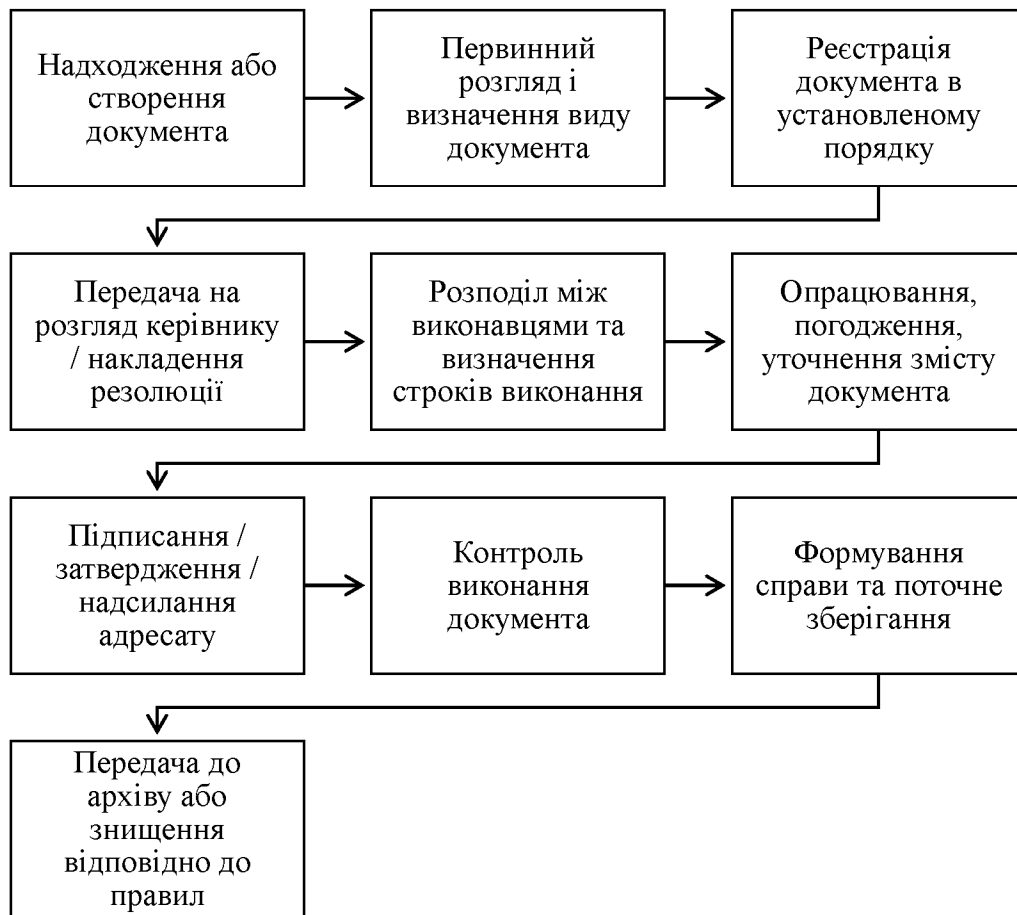 Надходження або
створення
документа
Первинний
розгляд і
визначення виду
документа
Реєстрація
документа в
установленому
порядку
Передача на
розгляд керівнику
/ накладення
резолюції
Розподіл між
виконавцями та
визначення
строків виконання
Опрацювання,
погодження,
уточнення змісту
документа
Підписання /
затвердження /
надсилання
адресату
Контроль
виконання
документа
Формування
справи та поточне
зберігання
Передача до
архіву або
знищення
відповідно до
правил